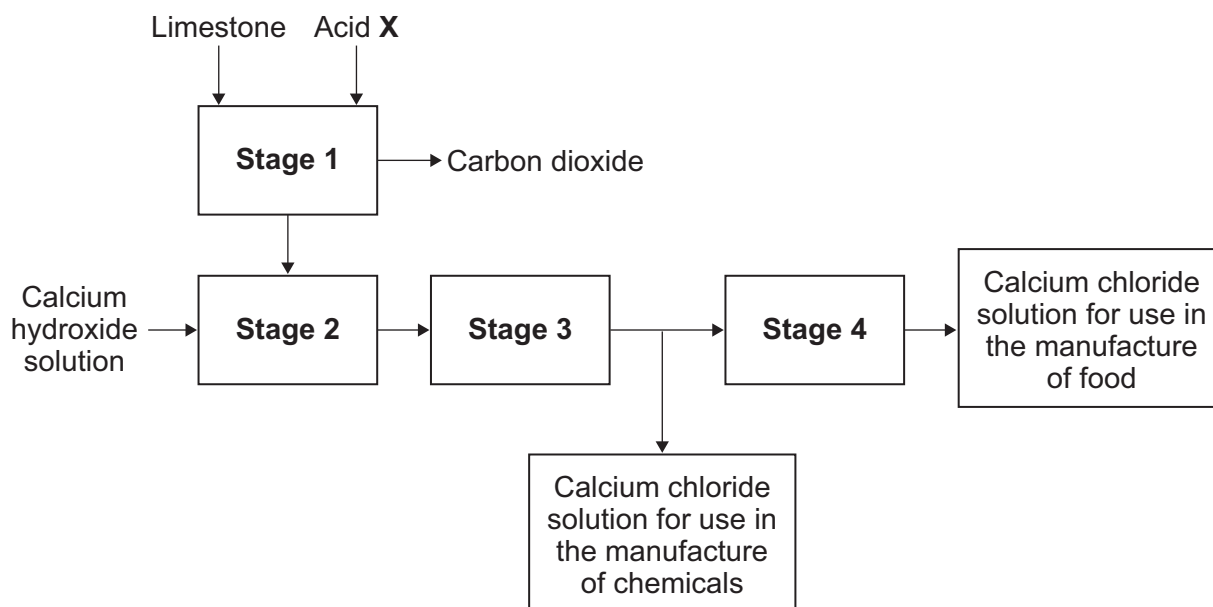 Limestone
Acid X
Stage 1
Carbon dioxide
Calcium
hydroxide
solution
Stage 2
Stage 3
Stage 4
Calcium chloride
solution for use in
the manufacture
of food
Calcium chloride
solution for use in
the manufacture
of chemicals